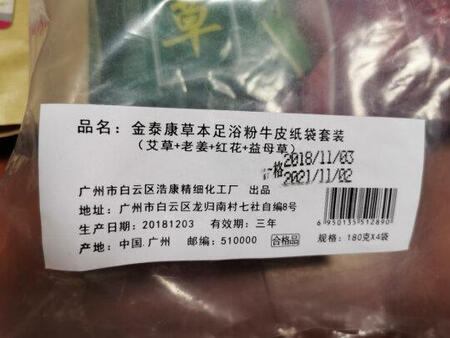 草
品名：金泰康草本足浴粉牛皮纸袋套装
（艾草+老姜+红花+益母草）
格
2018/11/03
2021/11/02
广州市白云区浩康精细化工厂 出品
地址：广州市白云区龙归南村七社自编8号
生产日期：20181203 有效期：三年
产地：中国.广州 邮编：510000 合格品
6950135512890
规格：180克X4袋